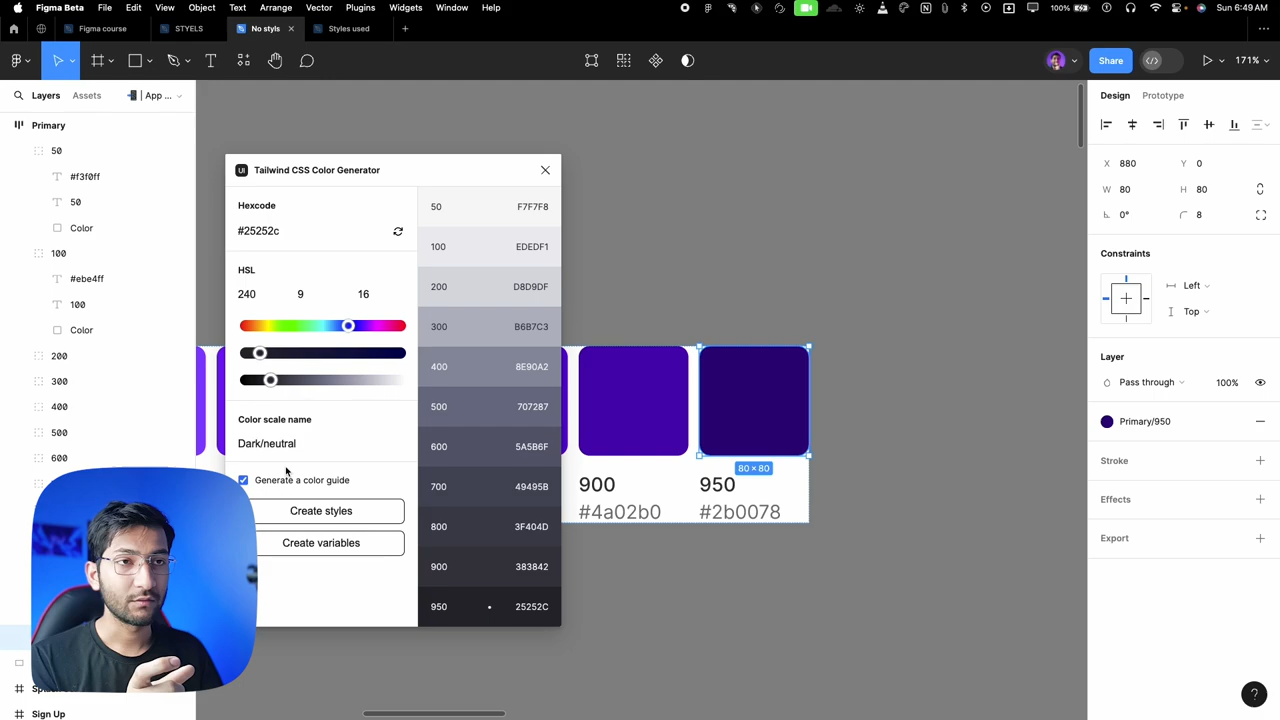 Figma Beta File Edit View Object Text Arrange Vector Plugins Widgets Window Help 100% Sun 6:49 AM
Figma course STYELS No styls Styles used
Share 171%
Layers Assets App ...
Primary
50
#f3f0ff
50
Color
100
#ebe4ff
100
Color
200
300
400
500
600
Sign Up
UI Tailwind CSS Color Generator
Hexcode
#25252c
HSL
240 9 16
Color scale name
Dark/neutral
Generate a color guide
Create styles
Create variables
50 F7F7F8
100 EDEDF1
200 D8D9DF
300 B6B7C3
400 8E90A2
500 707287
600 5A5B6F
700 49495B
800 3F404D
900 383842
950 25252C
80 × 80
900 950
#4a02b0 #2b0078
Design Prototype
X 880 Y 0
W 80 H 80
0° 8
Constraints
Left
Top
Layer
Pass through 100%
Primary/950
Stroke
Effects
Export
?